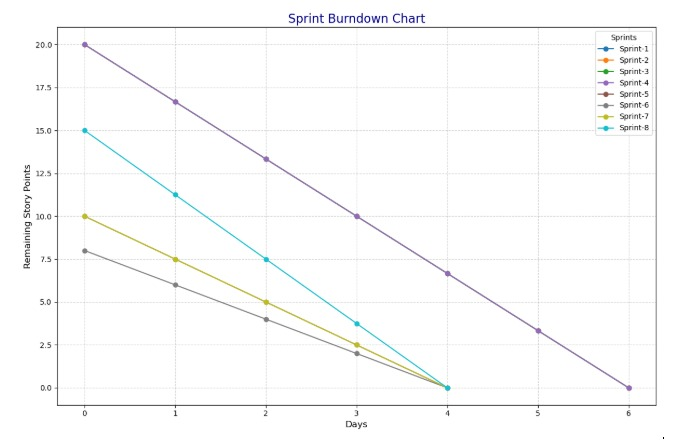 Sprint Burndown Chart
Sprints
Sprint-1
Sprint-2
Sprint-3
Sprint-4
Sprint-5
Sprint-6
Sprint-7
Sprint-8
Remaining Story Points
20.0
17.5
15.0
12.5
10.0
7.5
5.0
2.5
0.0
0 1 2 3 4 5 6
Days